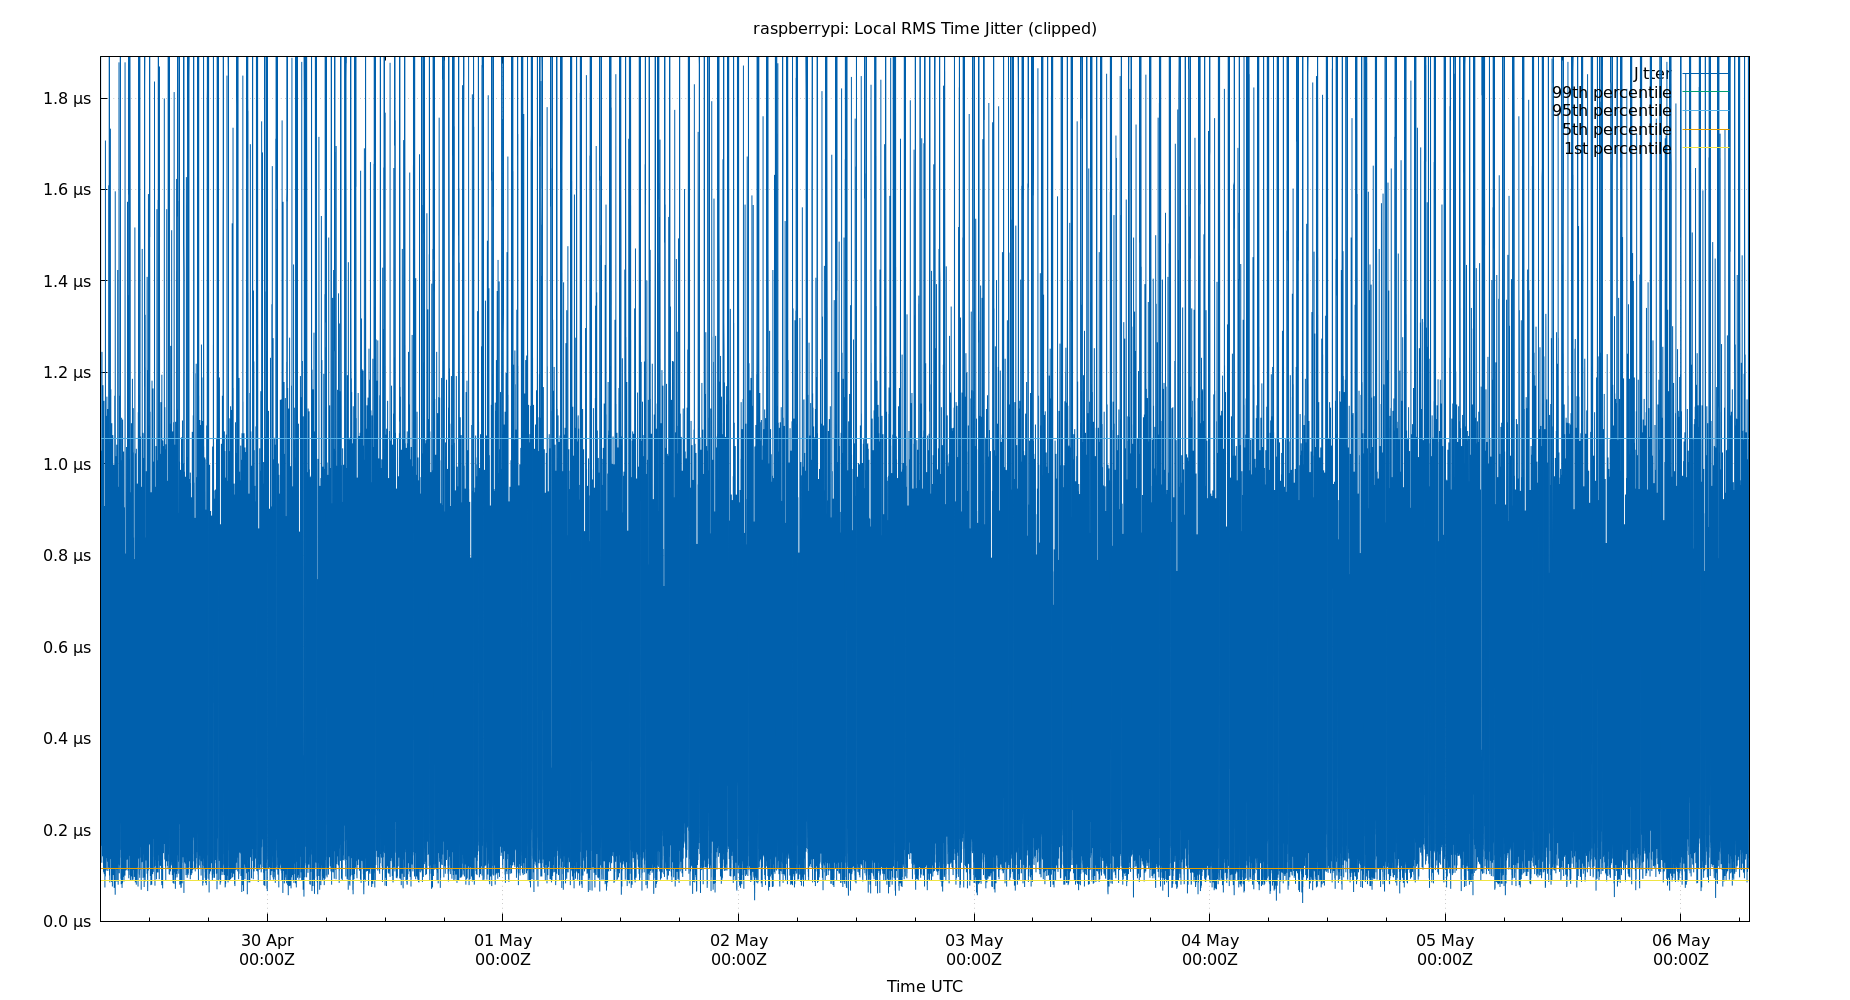 raspberrypi: Local RMS Time Jitter (clipped)
Jitter
99th percentile
95th percentile
5th percentile
1st percentile
1.8 μs
1.6 μs
1.4 μs
1.2 μs
1.0 μs
0.8 μs
0.6 μs
0.4 μs
0.2 μs
0.0 μs
30 Apr 01 May 02 May 03 May 04 May 05 May 06 May
00:00Z 00:00Z 00:00Z 00:00Z 00:00Z 00:00Z 00:00Z
Time UTC